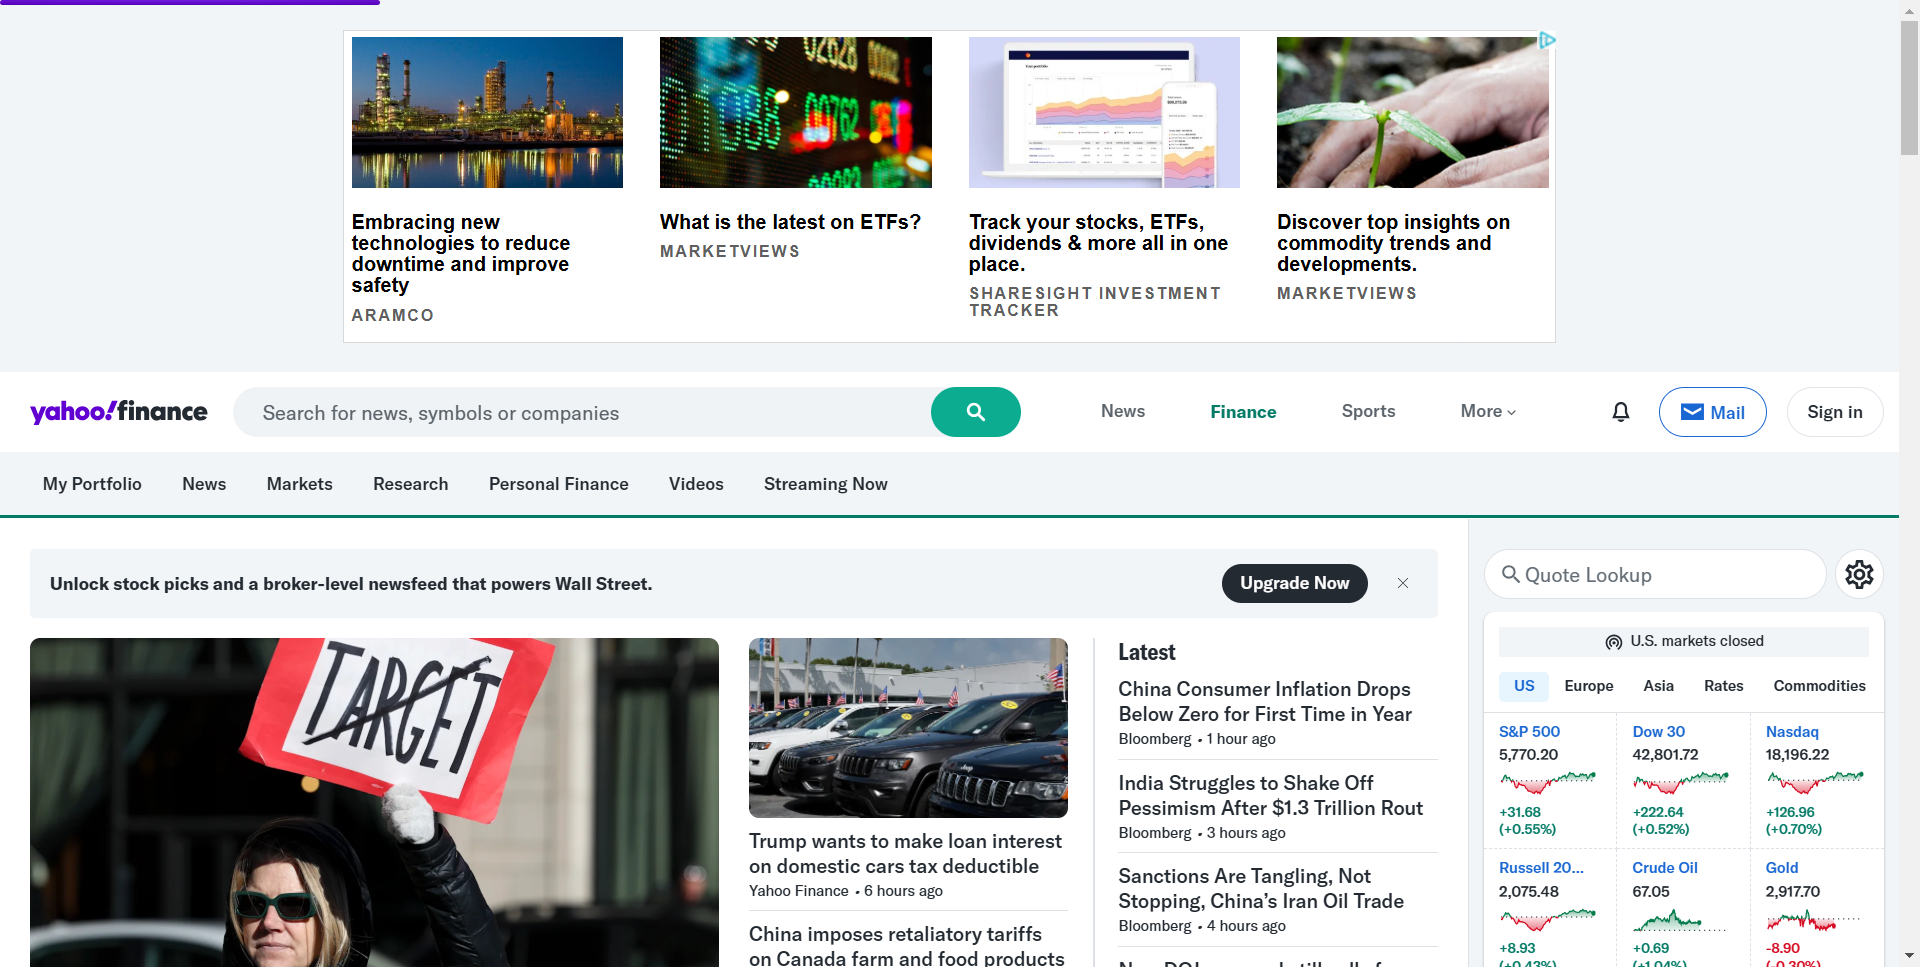 Embracing new
technologies to reduce
downtime and improve
safety
ARAMCO
What is the latest on ETFs?
MARKETVIEWS
Track your stocks, ETFs,
dividends & more all in one
place.
SHARESIGHT INVESTMENT
TRACKER
Discover top insights on
commodity trends and
developments.
MARKETVIEWS
yahoo!finance
Search for news, symbols or companies
News
Finance
Sports
More
Mail
Sign in
My Portfolio
News
Markets
Research
Personal Finance
Videos
Streaming Now
Unlock stock picks and a broker-level newsfeed that powers Wall Street.
Upgrade Now
TARGET
Trump wants to make loan interest
on domestic cars tax deductible
Yahoo Finance • 6 hours ago
China imposes retaliatory tariffs
on Canada farm and food products
Latest
China Consumer Inflation Drops
Below Zero for First Time in Year
Bloomberg • 1 hour ago
India Struggles to Shake Off
Pessimism After $1.3 Trillion Rout
Bloomberg • 3 hours ago
Sanctions Are Tangling, Not
Stopping, China's Iran Oil Trade
Bloomberg • 4 hours ago
Quote Lookup
U.S. markets closed
US
Europe
Asia
Rates
Commodities
S&P 500
5,770.20
+31.68
(+0.55%)
Dow 30
42,801.72
+222.64
(+0.52%)
Nasdaq
18,196.22
+126.96
(+0.70%)
Russell 20...
2,075.48
+8.93
(+0.43%)
Crude Oil
67.05
+0.69
(+1.04%)
Gold
2,917.70
-8.90
(-0.30%)